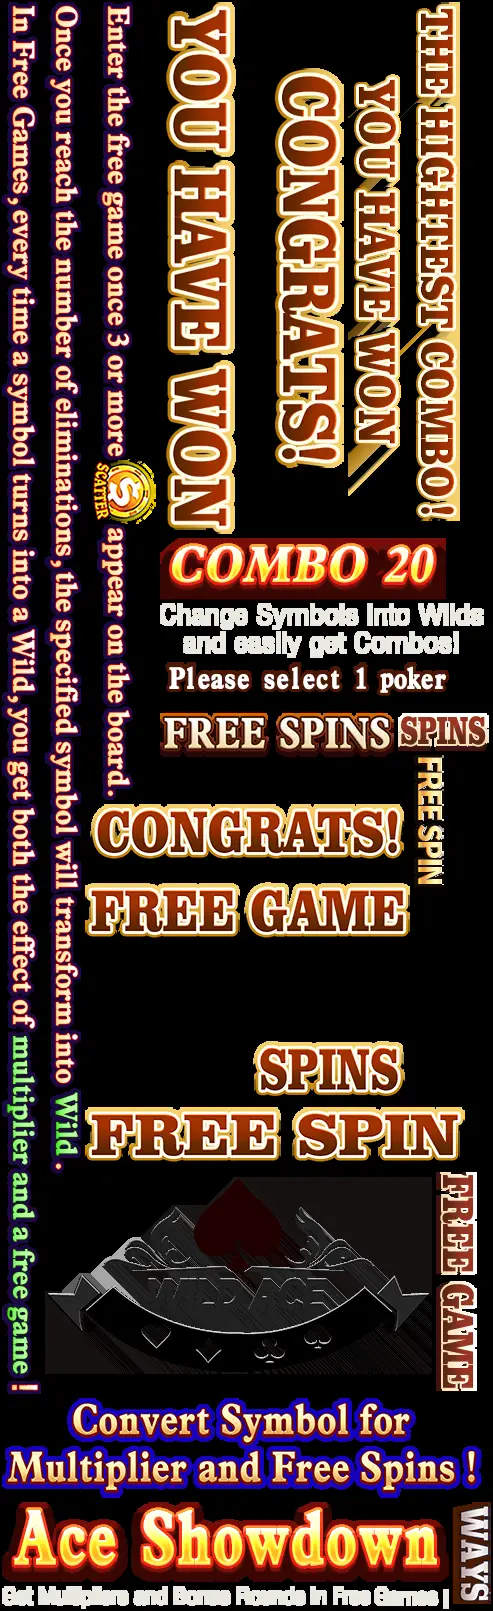 THE HIGHTEST COMBO!
YOU HAVE WON
CONGRATS!
YOU HAVE WON
Enter the free game once 3 or more SCATTER appear on the board.
Once you reach the number of eliminations, the specified symbol will transform into Wild.
In Free Games, every time a symbol turns into a Wild, you get both the effect of multiplier and a free game !
COMBO 20
Change Symbols Into Wilds
and easily get Combos!
Please select 1 poker
FREE SPINS
SPINS
FREE SPIN
CONGRATS!
FREE GAME
SPINS
FREE SPIN
WILD ACE
FREE GAME
Convert Symbol for
Multiplier and Free Spins !
Ace Showdown
WAYS
Get Multipliers and Bonus Rounds in Free Games !